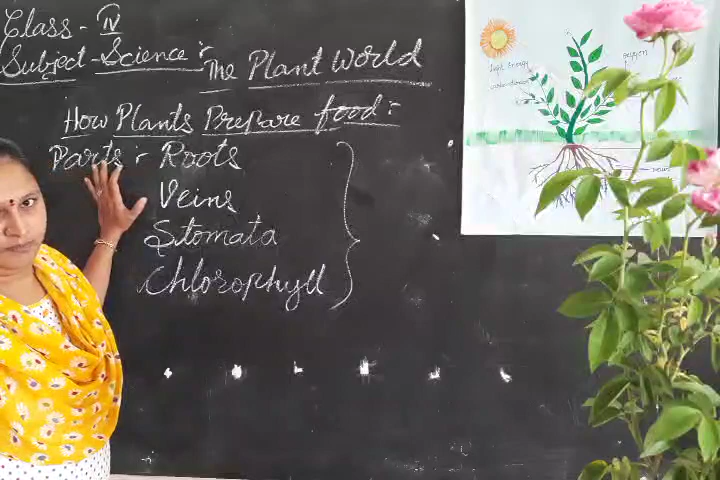 Class - IV
Subject - Science :- The Plant World
How Plants Prepare food :-
Parts :- Roots
Veins
Stomata
Chlorophyll